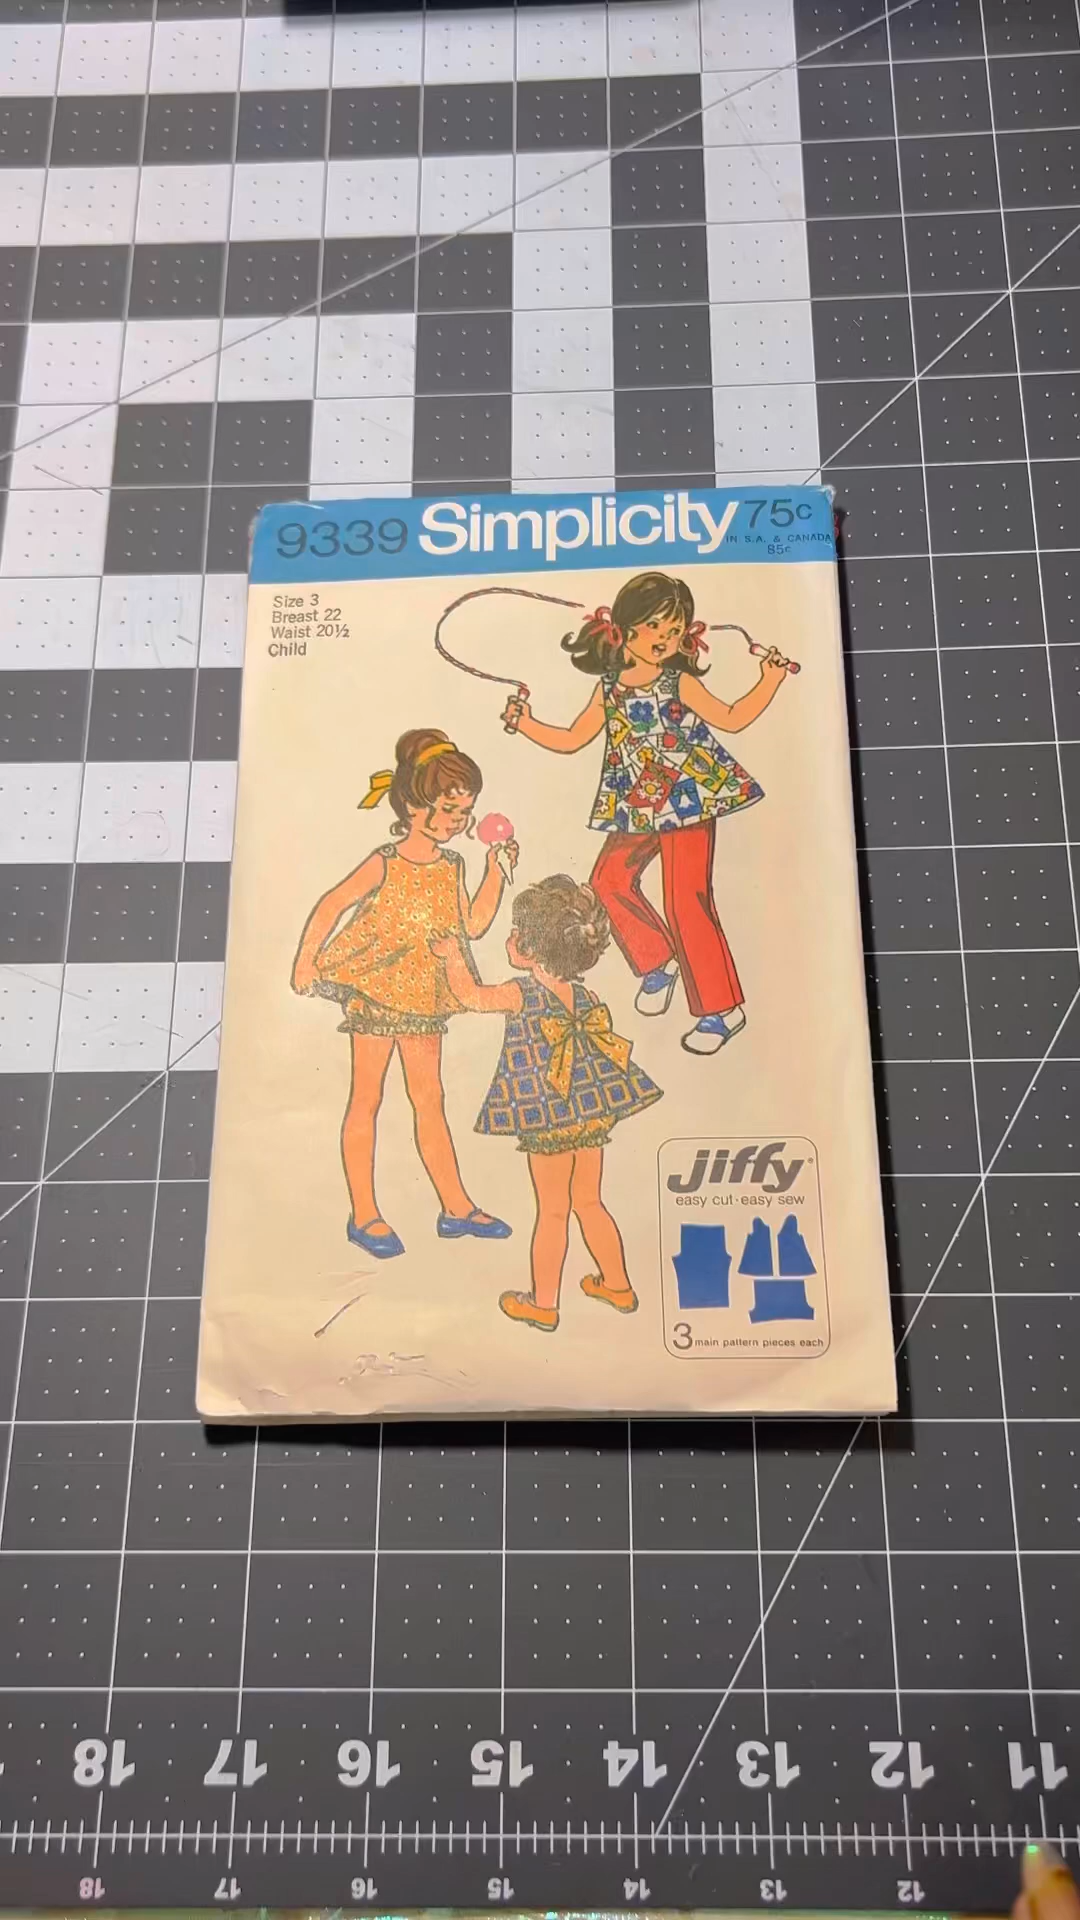 9339 Simplicity 75c
IN S.A. & CANADA
85c
Size 3
Breast 22
Waist 20½
Child
jiffy®
easy cut·easy sew
3 main pattern pieces each
18 17 16 15 14 13 12 11
18 17 16 15 14 13 12